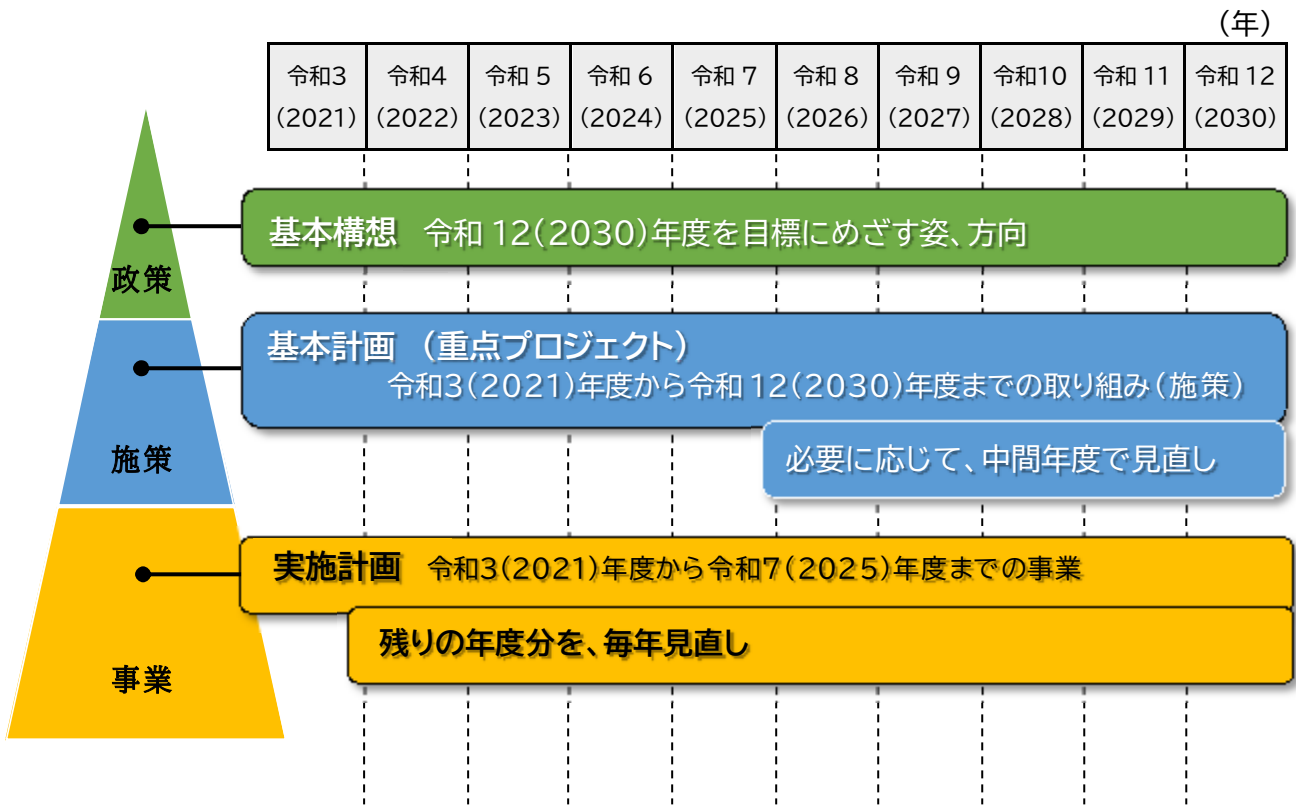 （年）
令和3 令和4 令和 5 令和 6 令和 7 令和 8 令和 9 令和10 令和 11 令和 12
(2021) (2022) (2023) (2024) (2025) (2026) (2027) (2028) (2029) (2030)
基本構想 令和 12(2030)年度を目標にめざす姿、方向
政策
基本計画 （重点プロジェクト）
令和3(2021)年度から令和 12(2030)年度までの取り組み（施策）
必要に応じて、中間年度で見直し
施策
実施計画 令和3(2021)年度から令和7(2025)年度までの事業
残りの年度分を、毎年見直し
事業